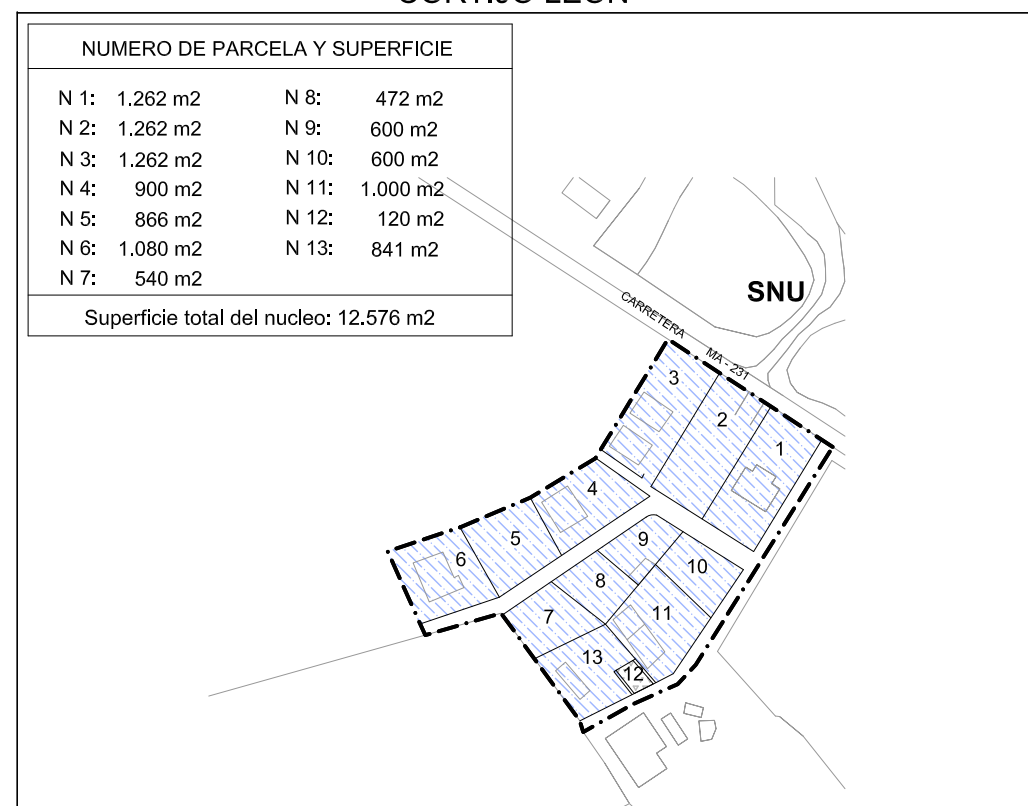 NUMERO DE PARCELA Y SUPERFICIE
N 1: 1.262 m2
N 2: 1.262 m2
N 3: 1.262 m2
N 4: 900 m2
N 5: 866 m2
N 6: 1.080 m2
N 7: 540 m2
N 8: 472 m2
N 9: 600 m2
N 10: 600 m2
N 11: 1.000 m2
N 12: 120 m2
N 13: 841 m2
Superficie total del nucleo: 12.576 m2
SNU
CARRETERA MA - 231
3
2
1
4
5
6
9
10
8
7
11
13
12